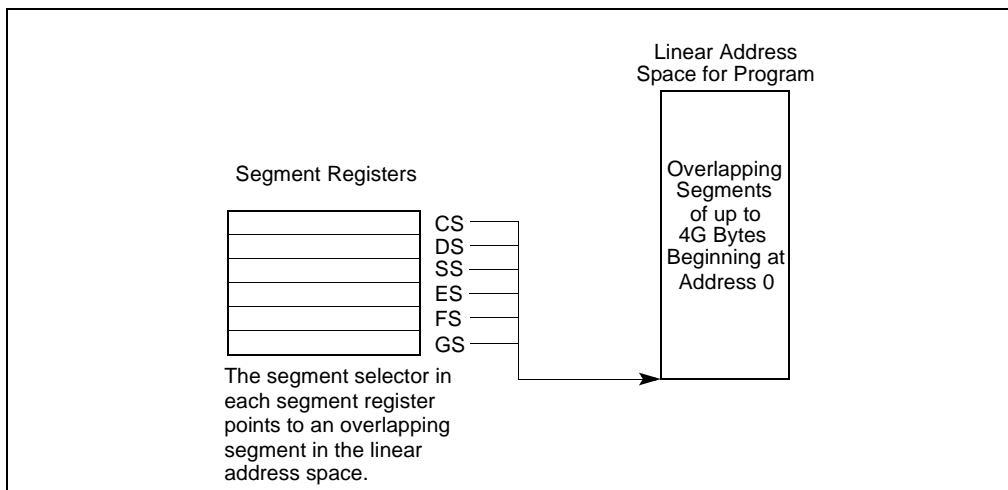 Linear Address
Space for Program
Overlapping
Segments
of up to
4G Bytes
Beginning at
Address 0
Segment Registers
CS
DS
SS
ES
FS
GS
The segment selector in
each segment register
points to an overlapping
segment in the linear
address space.